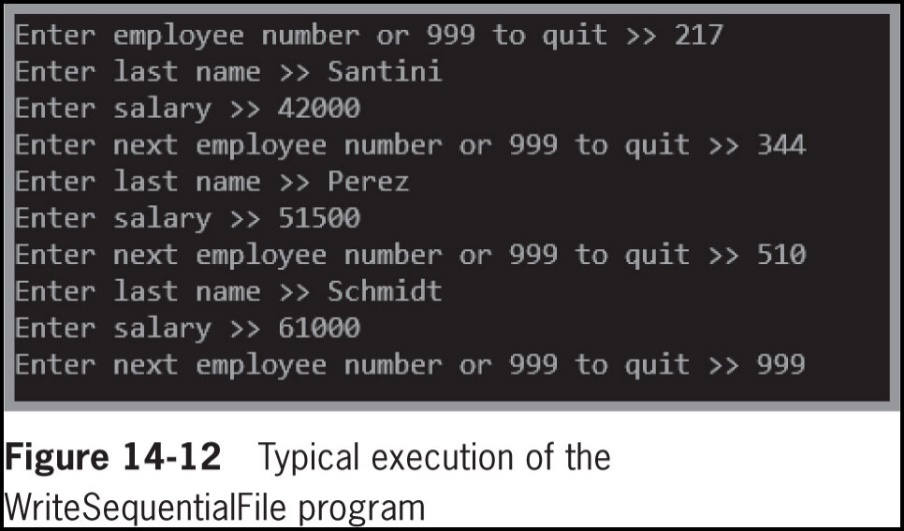 Enter employee number or 999 to quit >> 217
Enter last name >> Santini
Enter salary >> 42000
Enter next employee number or 999 to quit >> 344
Enter last name >> Perez
Enter salary >> 51500
Enter next employee number or 999 to quit >> 510
Enter last name >> Schmidt
Enter salary >> 61000
Enter next employee number or 999 to quit >> 999
Figure 14-12 Typical execution of the
WriteSequentialFile program